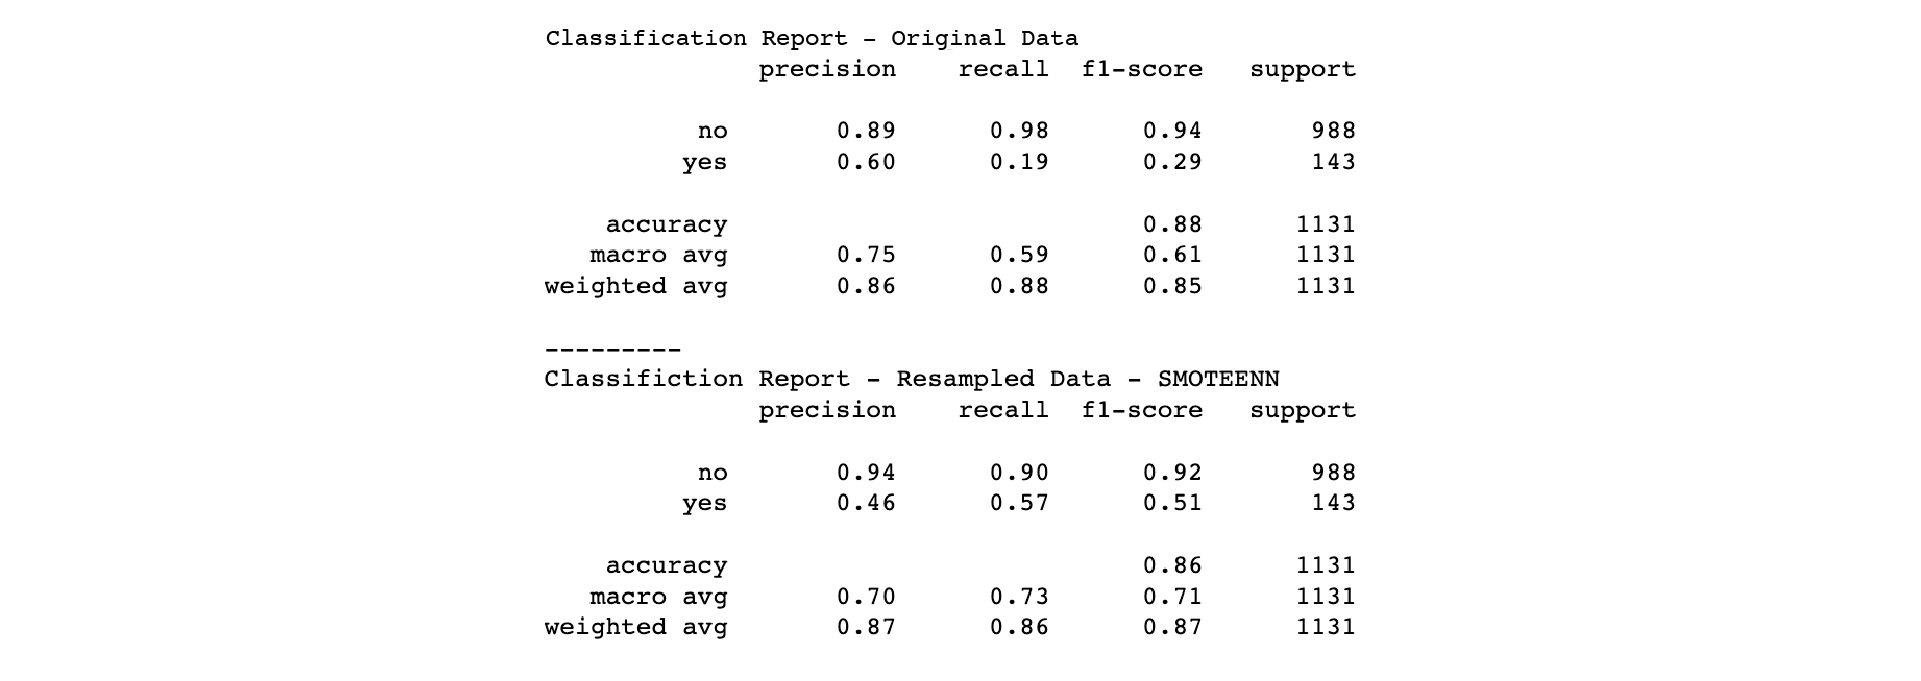 Classification Report - Original Data
precision recall f1-score support
no 0.89 0.98 0.94 988
yes 0.60 0.19 0.29 143
accuracy 0.88 1131
macro avg 0.75 0.59 0.61 1131
weighted avg 0.86 0.88 0.85 1131
---------
Classifiction Report - Resampled Data - SMOTEENN
precision recall f1-score support
no 0.94 0.90 0.92 988
yes 0.46 0.57 0.51 143
accuracy 0.86 1131
macro avg 0.70 0.73 0.71 1131
weighted avg 0.87 0.86 0.87 1131